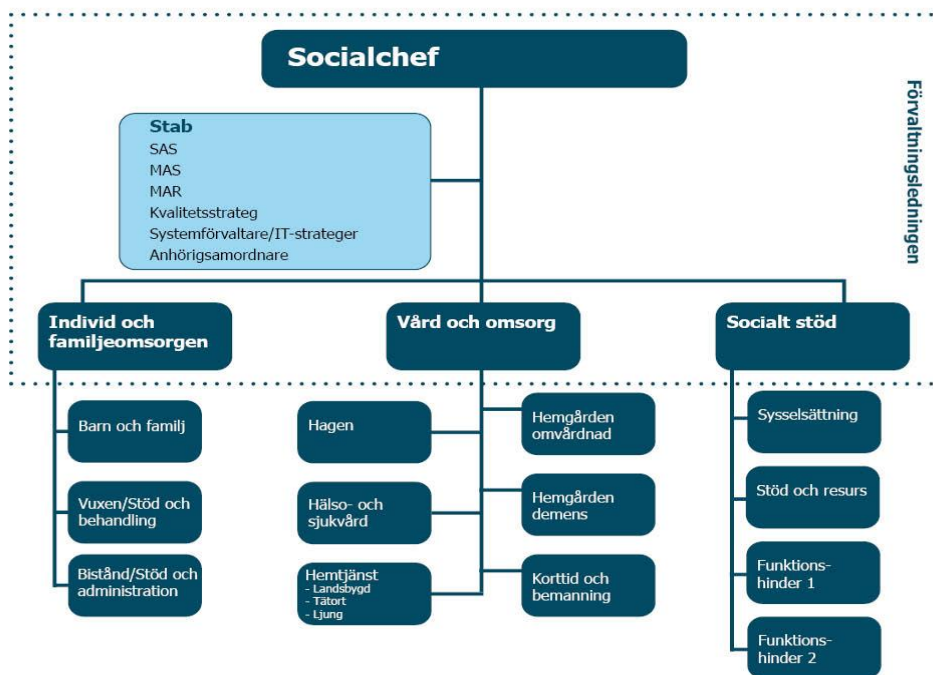 Socialchef
Förvaltningsledningen
Stab
SAS
MAS
MAR
Kvalitetsstrateg
Systemförvaltare/IT-strateger
Anhörigsamordnare
Individ och
familjeomsorgen
Vård och omsorg
Socialt stöd
Barn och familj
Vuxen/Stöd och
behandling
Bistånd/Stöd och
administration
Hagen
Hälso- och
sjukvård
Hemtjänst
- Landsbygd
- Tätort
- Ljung
Hemgården
omvårdnad
Hemgården
demens
Korttid och
bemanning
Sysselsättning
Stöd och resurs
Funktions-
hinder 1
Funktions-
hinder 2